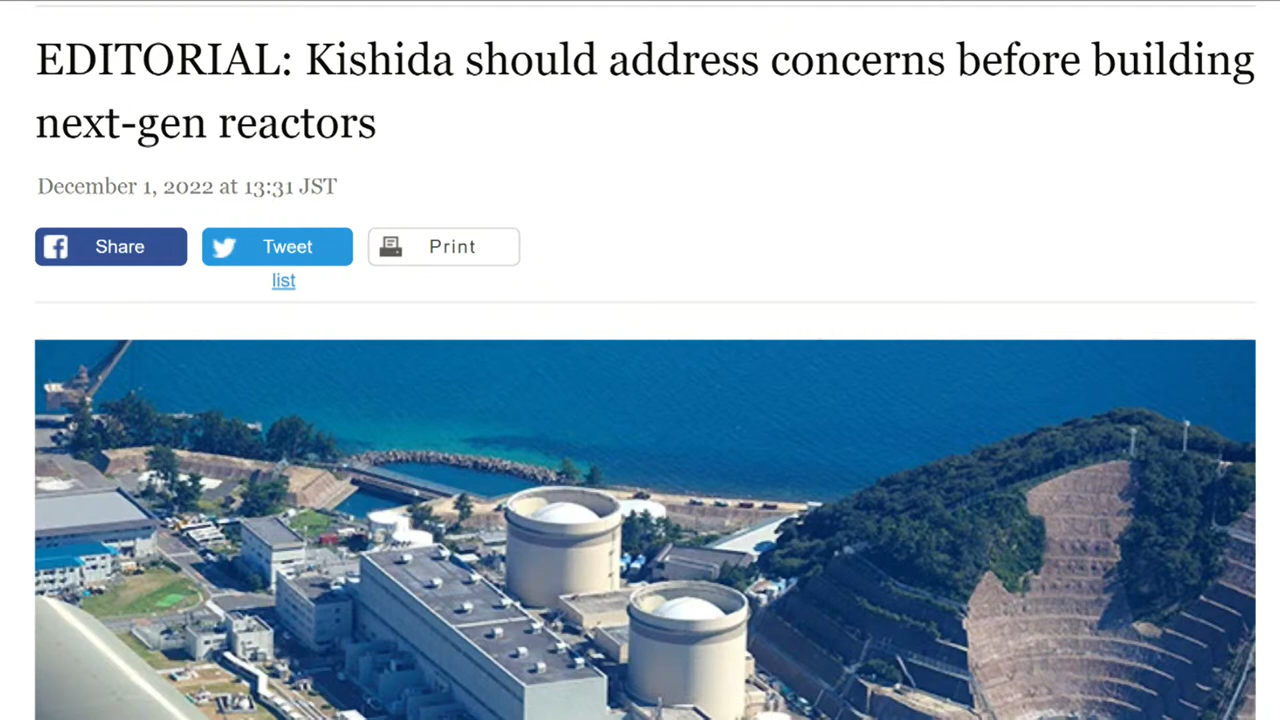 EDITORIAL: Kishida should address concerns before building
next-gen reactors
December 1, 2022 at 13:31 JST
Share
Tweet
Print
list